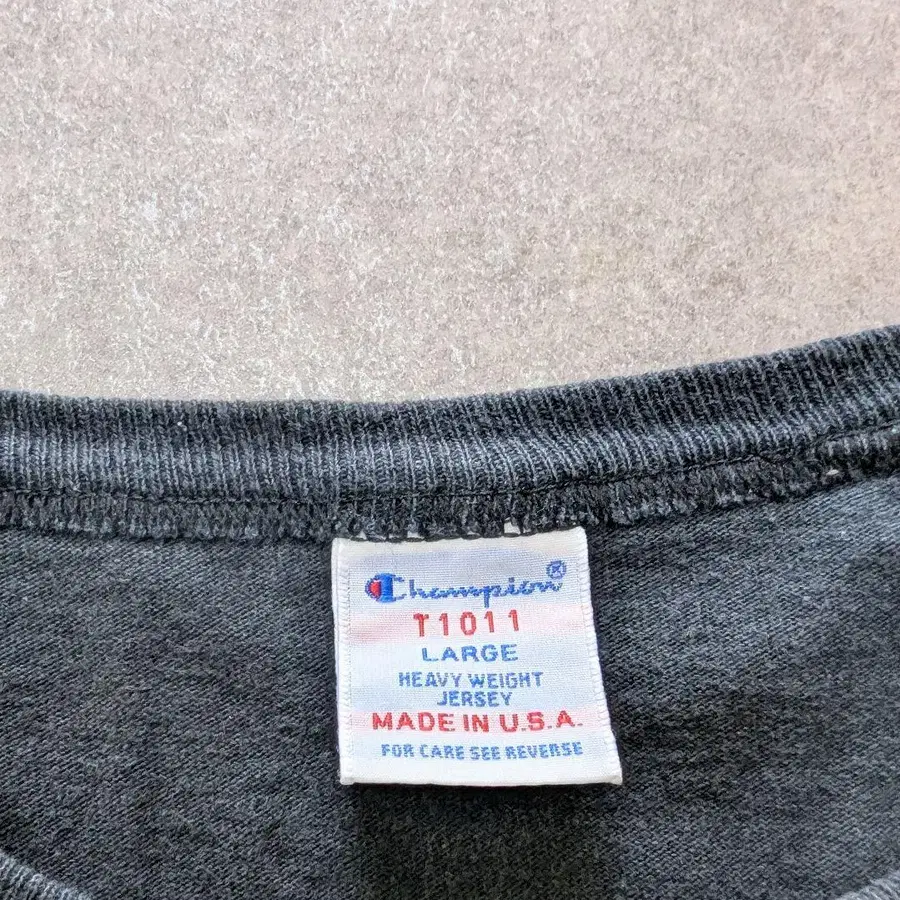 Champion®
T1011
LARGE
HEAVY WEIGHT
JERSEY
MADE IN U.S.A.
FOR CARE SEE REVERSE